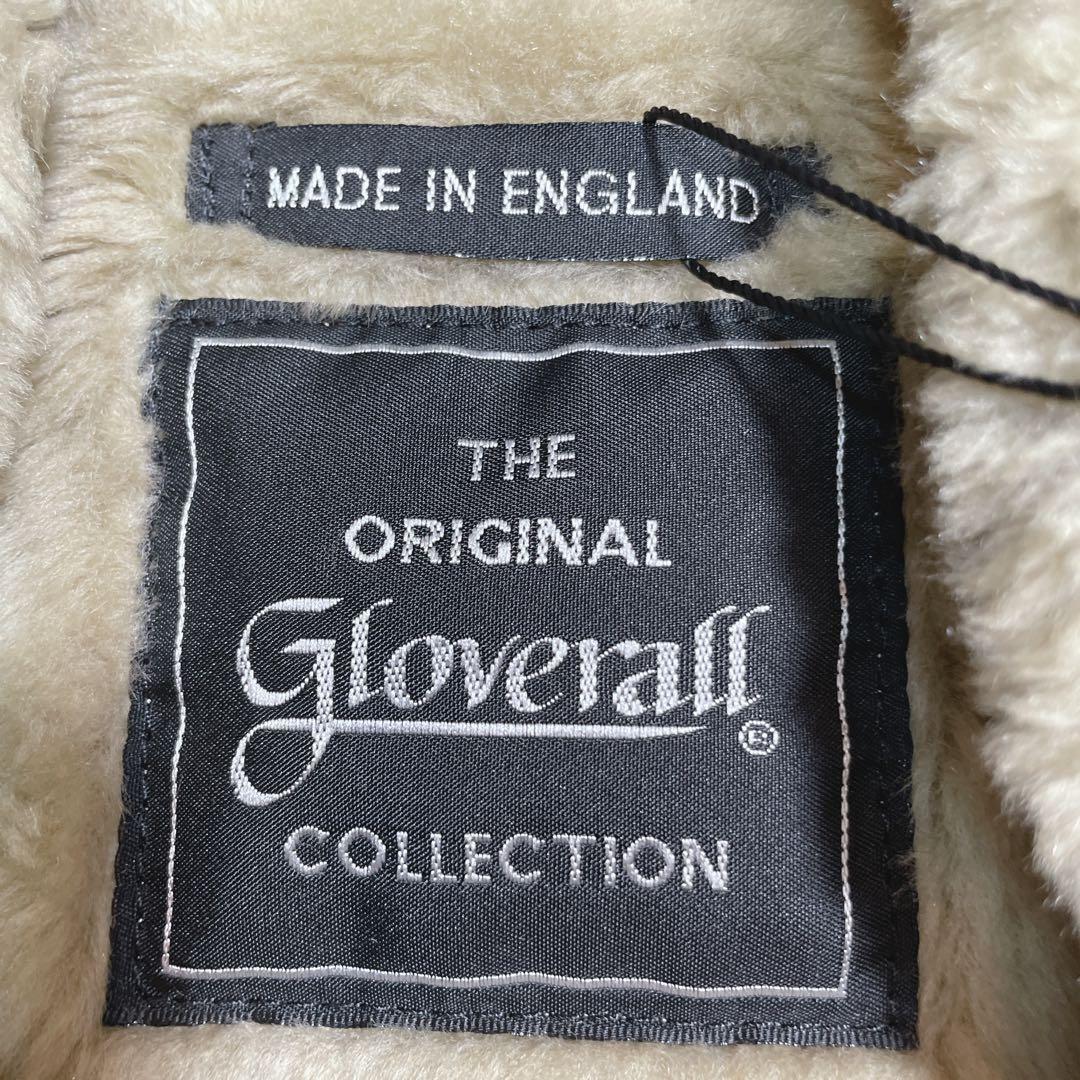 MADE IN ENGLAND
THE
ORIGINAL
Gloverall®
COLLECTION